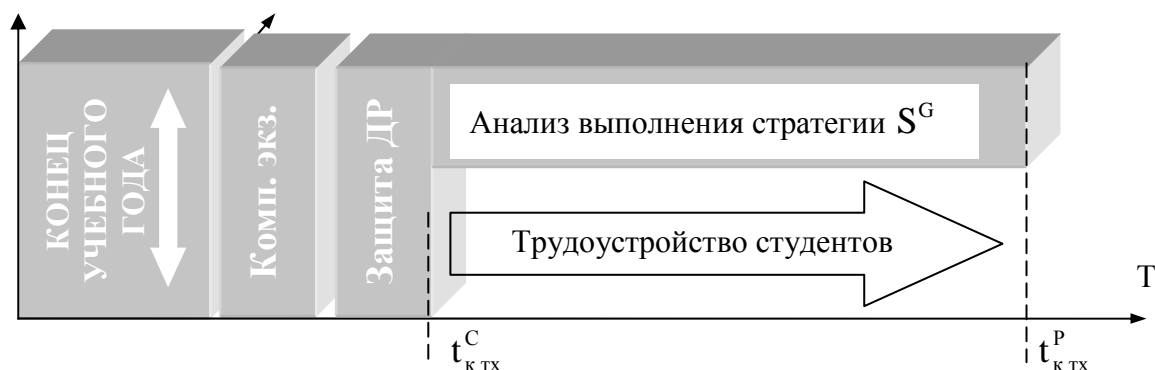 КОНЕЦ
УЧЕБНОГО
ГОДА
Комп. экз.
Защита ДР
Анализ выполнения стратегии S^G
Трудоустройство студентов
T
t^C_к тх
t^P_к тх